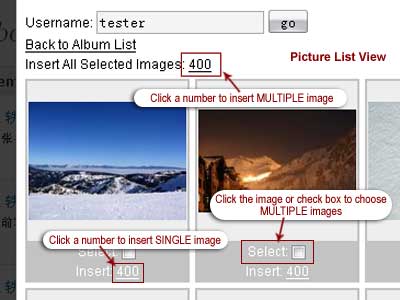 Username: tester go
Back to Album List
Insert All Selected Images: 400
Picture List View
Click a number to insert MULTIPLE image
Click the image or check box to choose
MULTIPLE images
Click a number to insert SINGLE image
Select:
Insert: 400
Select:
Insert: 400